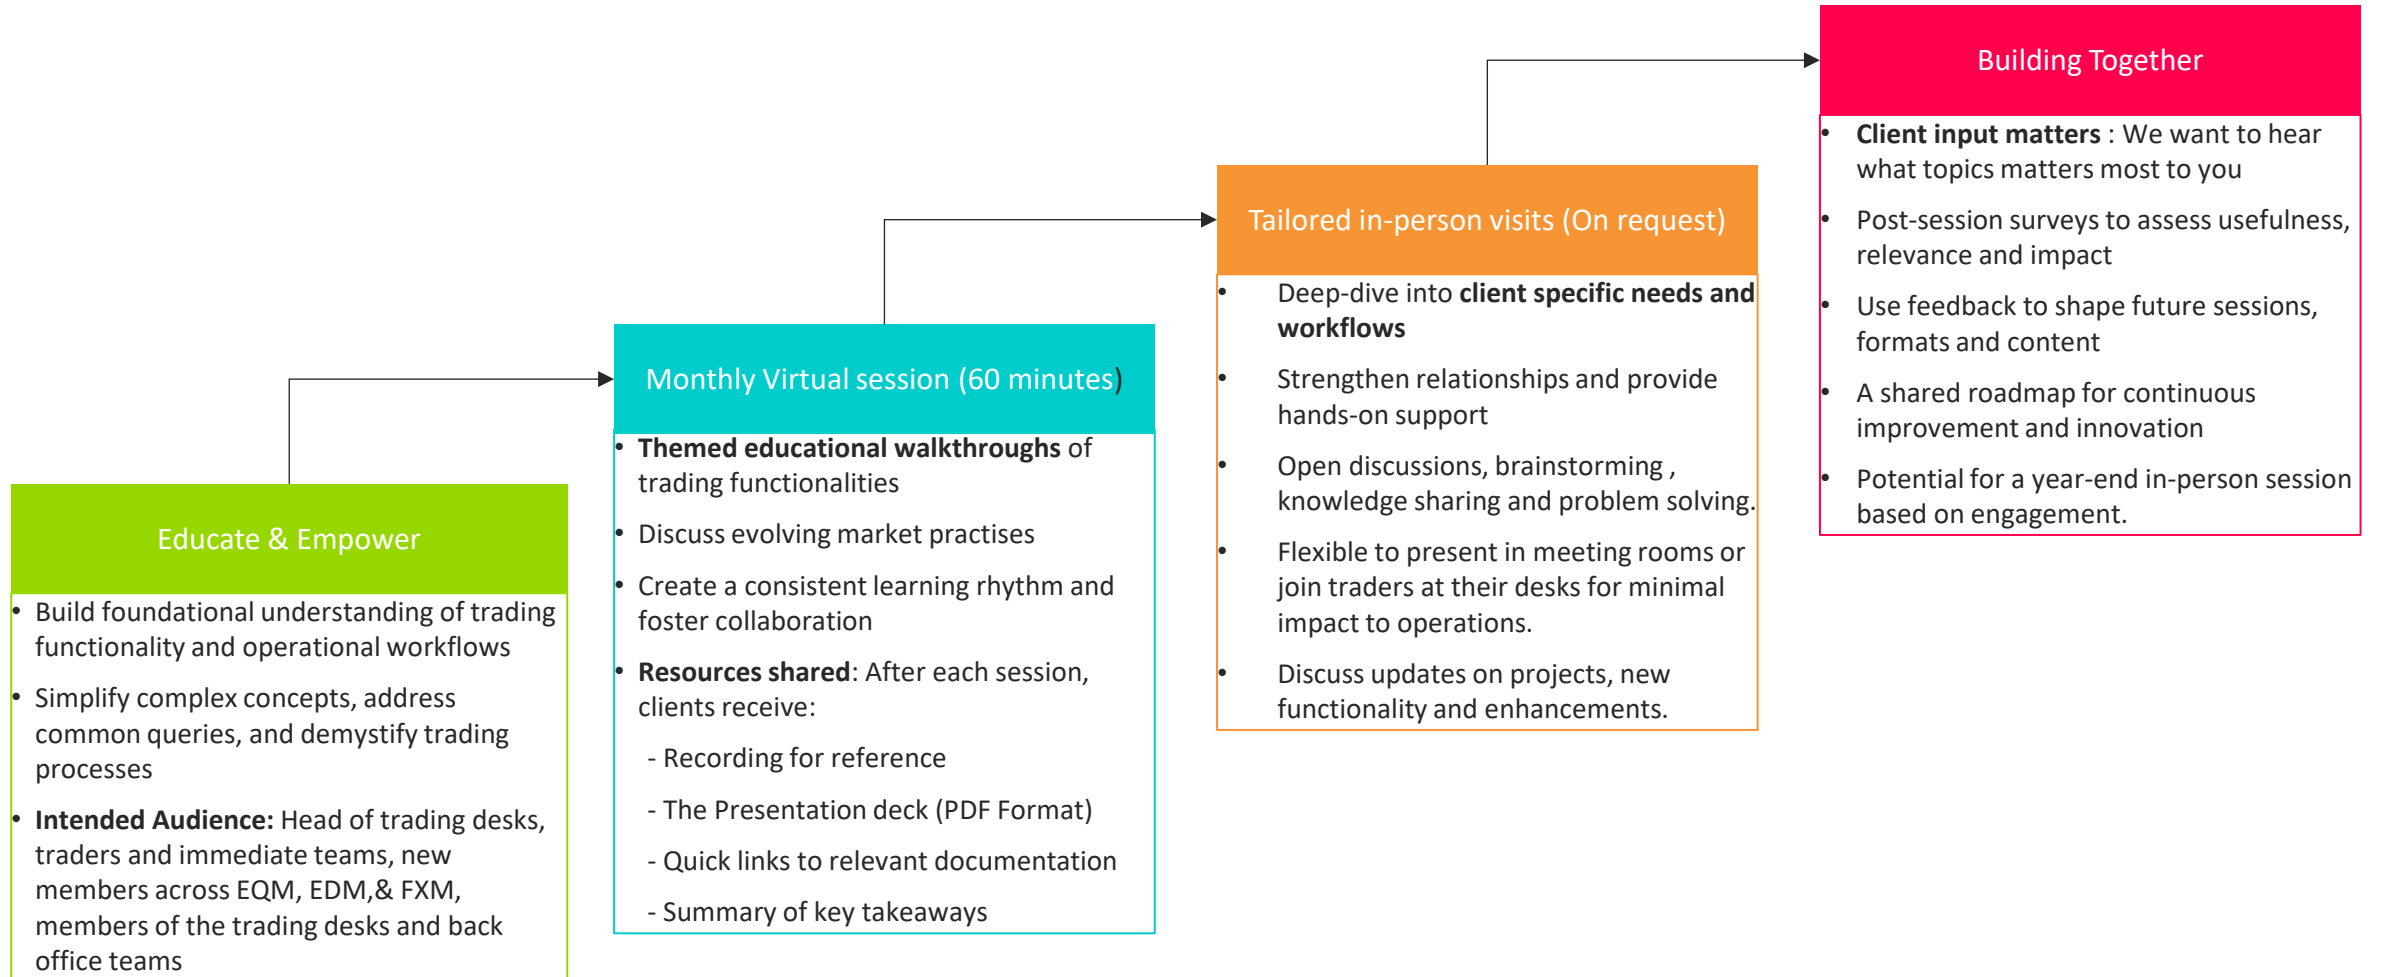 Educate & Empower
• Build foundational understanding of trading
functionality and operational workflows
• Simplify complex concepts, address
common queries, and demystify trading
processes
• Intended Audience: Head of trading desks,
traders and immediate teams, new
members across EQM, EDM,& FXM,
members of the trading desks and back
office teams
Monthly Virtual session (60 minutes)
• Themed educational walkthroughs of
trading functionalities
• Discuss evolving market practises
• Create a consistent learning rhythm and
foster collaboration
• Resources shared: After each session,
clients receive:
- Recording for reference
- The Presentation deck (PDF Format)
- Quick links to relevant documentation
- Summary of key takeaways
Tailored in-person visits (On request)
• Deep-dive into client specific needs and
workflows
• Strengthen relationships and provide
hands-on support
• Open discussions, brainstorming ,
knowledge sharing and problem solving.
• Flexible to present in meeting rooms or
join traders at their desks for minimal
impact to operations.
• Discuss updates on projects, new
functionality and enhancements.
Building Together
• Client input matters : We want to hear
what topics matters most to you
• Post-session surveys to assess usefulness,
relevance and impact
• Use feedback to shape future sessions,
formats and content
• A shared roadmap for continuous
improvement and innovation
• Potential for a year-end in-person session
based on engagement.